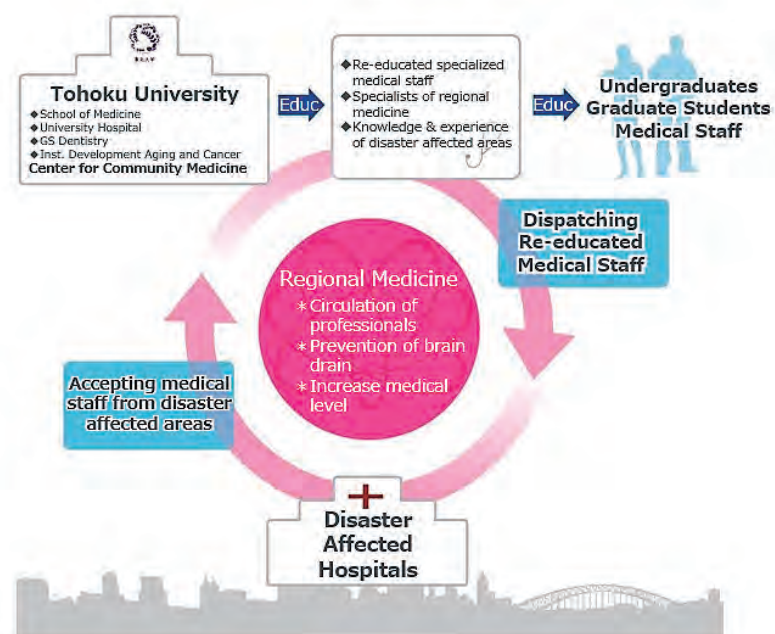 Tohoku University
◆School of Medicine
◆University Hospital
◆GS Dentistry
◆Inst. Development Aging and Cancer
Center for Community Medicine
Educ
◆Re-educated specialized
medical staff
◆Specialists of regional
medicine
◆Knowledge & experience
of disaster affected areas
Educ
Undergraduates
Graduate Students
Medical Staff
Dispatching
Re-educated
Medical Staff
Regional Medicine
＊Circulation of
professionals
＊Prevention of brain
drain
＊Increase medical
level
Accepting medical
staff from disaster
affected areas
Disaster
Affected
Hospitals